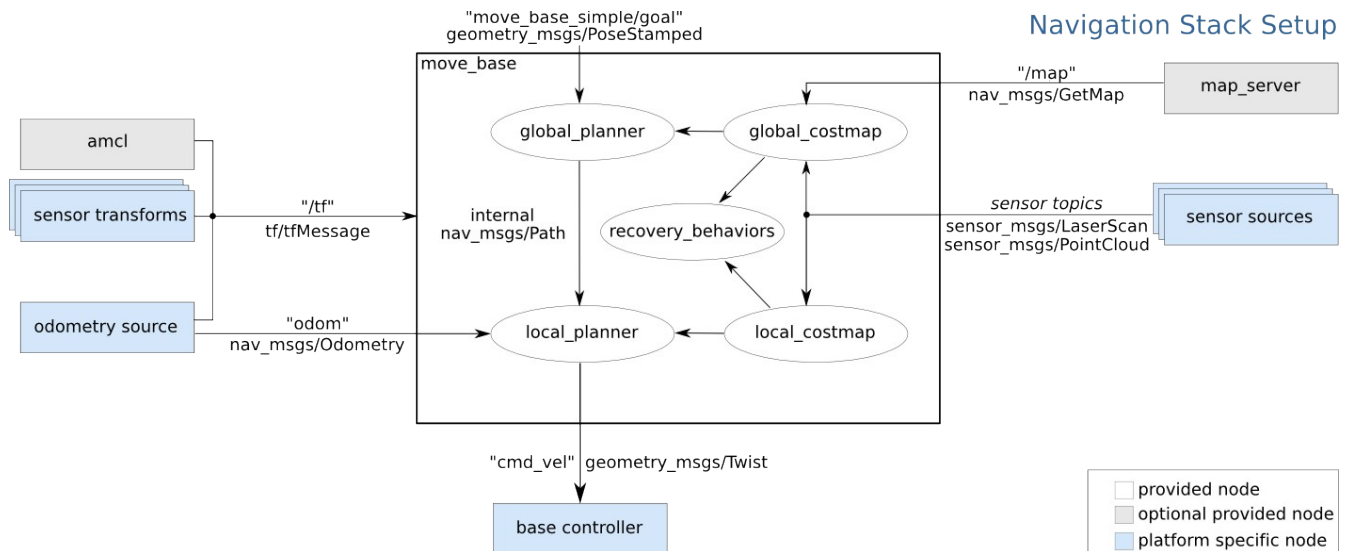 Navigation Stack Setup
"move_base_simple/goal"
geometry_msgs/PoseStamped
move_base
"/map"
nav_msgs/GetMap
map_server
global_planner
global_costmap
amcl
sensor transforms
"/tf"
tf/tfMessage
internal
nav_msgs/Path
recovery_behaviors
sensor topics
sensor_msgs/LaserScan
sensor_msgs/PointCloud
sensor sources
odometry source
"odom"
nav_msgs/Odometry
local_planner
local_costmap
"cmd_vel" geometry_msgs/Twist
base controller
provided node
optional provided node
platform specific node